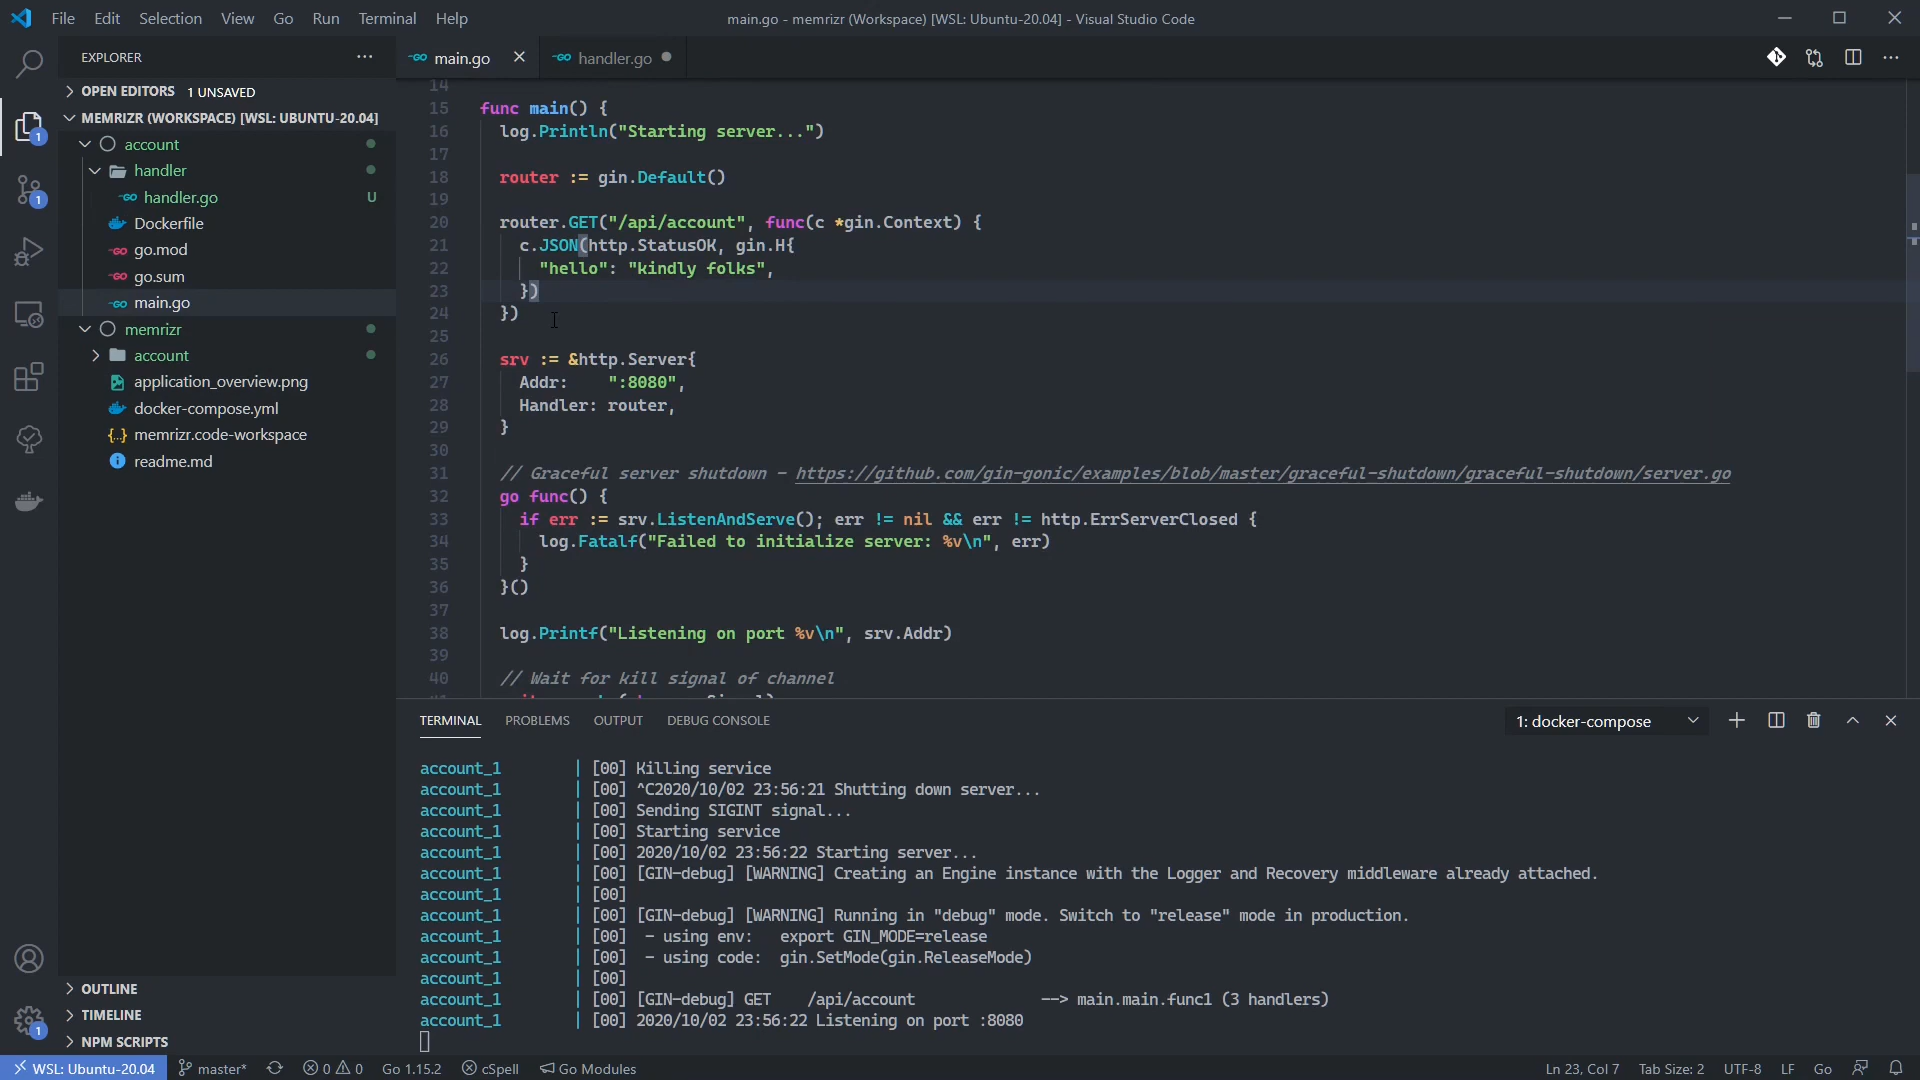 File Edit Selection View Go Run Terminal Help
main.go - memrizr (Workspace) [WSL: Ubuntu-20.04] - Visual Studio Code
EXPLORER
main.go
handler.go
OPEN EDITORS 1 UNSAVED
MEMRIZR (WORKSPACE) [WSL: UBUNTU-20.04]
account
handler
handler.go U
Dockerfile
go.mod
go.sum
main.go
memrizr
account
application_overview.png
docker-compose.yml
memrizr.code-workspace
readme.md
OUTLINE
TIMELINE
NPM SCRIPTS
1
1
1
14
15 func main() {
16 log.Println("Starting server...")
17
18 router := gin.Default()
19
20 router.GET("/api/account", func(c *gin.Context) {
21 c.JSON(http.StatusOK, gin.H{
22 "hello": "kindly folks",
23 })
24 })
25
26 srv := &http.Server{
27 Addr: ":8080",
28 Handler: router,
29 }
30
31 // Graceful server shutdown - https://github.com/gin-gonic/examples/blob/master/graceful-shutdown/graceful-shutdown/server.go
32 go func() {
33 if err := srv.ListenAndServe(); err != nil && err != http.ErrServerClosed {
34 log.Fatalf("Failed to initialize server: %v\n", err)
35 }
36 }()
37
38 log.Printf("Listening on port %v\n", srv.Addr)
39
40 // Wait for kill signal of channel
TERMINAL PROBLEMS OUTPUT DEBUG CONSOLE
1: docker-compose
account_1 | [00] Killing service
account_1 | [00] ^C2020/10/02 23:56:21 Shutting down server...
account_1 | [00] Sending SIGINT signal...
account_1 | [00] Starting service
account_1 | [00] 2020/10/02 23:56:22 Starting server...
account_1 | [00] [GIN-debug] [WARNING] Creating an Engine instance with the Logger and Recovery middleware already attached.
account_1 | [00]
account_1 | [00] [GIN-debug] [WARNING] Running in "debug" mode. Switch to "release" mode in production.
account_1 | [00] - using env: export GIN_MODE=release
account_1 | [00] - using code: gin.SetMode(gin.ReleaseMode)
account_1 | [00]
account_1 | [00] [GIN-debug] GET /api/account --> main.main.func1 (3 handlers)
account_1 | [00] 2020/10/02 23:56:22 Listening on port :8080
WSL: Ubuntu-20.04 master* 0 0 Go 1.15.2 cSpell Go Modules
Ln 23, Col 7 Tab Size: 2 UTF-8 LF Go